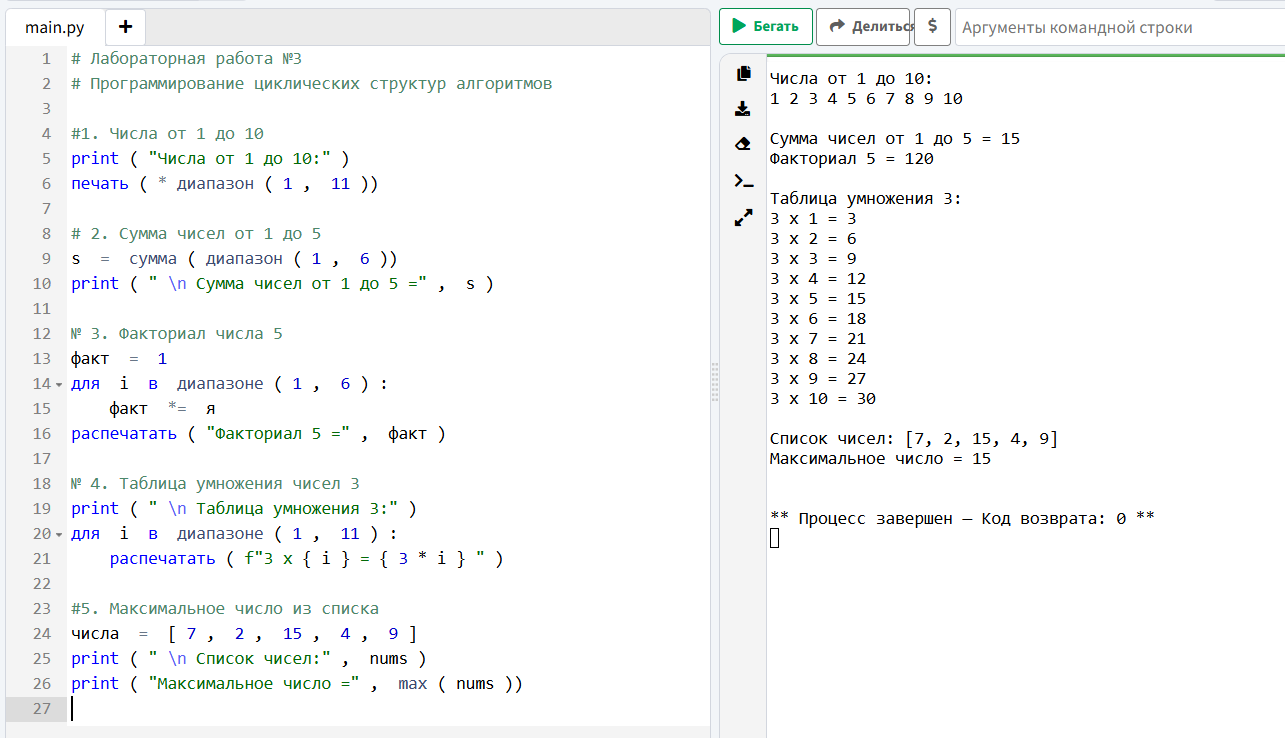 main.py +
Бегать Делиться $ Аргументы командной строки
1 # Лабораторная работа №3
2 # Программирование циклических структур алгоритмов
3
4 #1. Числа от 1 до 10
5 print ( "Числа от 1 до 10:" )
6 печать ( * диапазон ( 1 , 11 ))
7
8 # 2. Сумма чисел от 1 до 5
9 s = сумма ( диапазон ( 1 , 6 ))
10 print ( " \n Сумма чисел от 1 до 5 =" , s )
11
12 № 3. Факториал числа 5
13 факт = 1
14 для i в диапазоне ( 1 , 6 ) :
15 факт *= я
16 распечатать ( "Факториал 5 =" , факт )
17
18 № 4. Таблица умножения чисел 3
19 print ( " \n Таблица умножения 3:" )
20 для i в диапазоне ( 1 , 11 ) :
21 распечатать ( f"3 x { i } = { 3 * i } " )
22
23 #5. Максимальное число из списка
24 числа = [ 7 , 2 , 15 , 4 , 9 ]
25 print ( " \n Список чисел:" , nums )
26 print ( "Максимальное число =" , max ( nums ))
27
Числа от 1 до 10:
1 2 3 4 5 6 7 8 9 10
Сумма чисел от 1 до 5 = 15
Факториал 5 = 120
Таблица умножения 3:
3 x 1 = 3
3 x 2 = 6
3 x 3 = 9
3 x 4 = 12
3 x 5 = 15
3 x 6 = 18
3 x 7 = 21
3 x 8 = 24
3 x 9 = 27
3 x 10 = 30
Список чисел: [7, 2, 15, 4, 9]
Максимальное число = 15
** Процесс завершен — Код возврата: 0 **